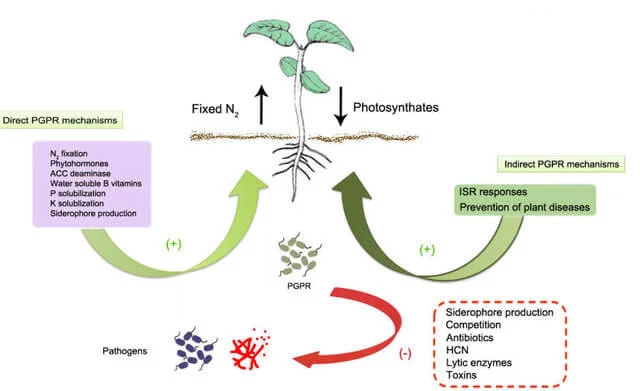 Fixed N2
Photosynthates
Direct PGPR mechanisms
N2 fixation
Phytohormones
ACC deaminase
Water soluble B vitamins
P solubilization
K solublization
Siderophore production
Indirect PGPR mechanisms
ISR responses
Prevention of plant diseases
(+)
(+)
PGPR
Pathogens
(-)
Siderophore production
Competition
Antibiotics
HCN
Lytic enzymes
Toxins